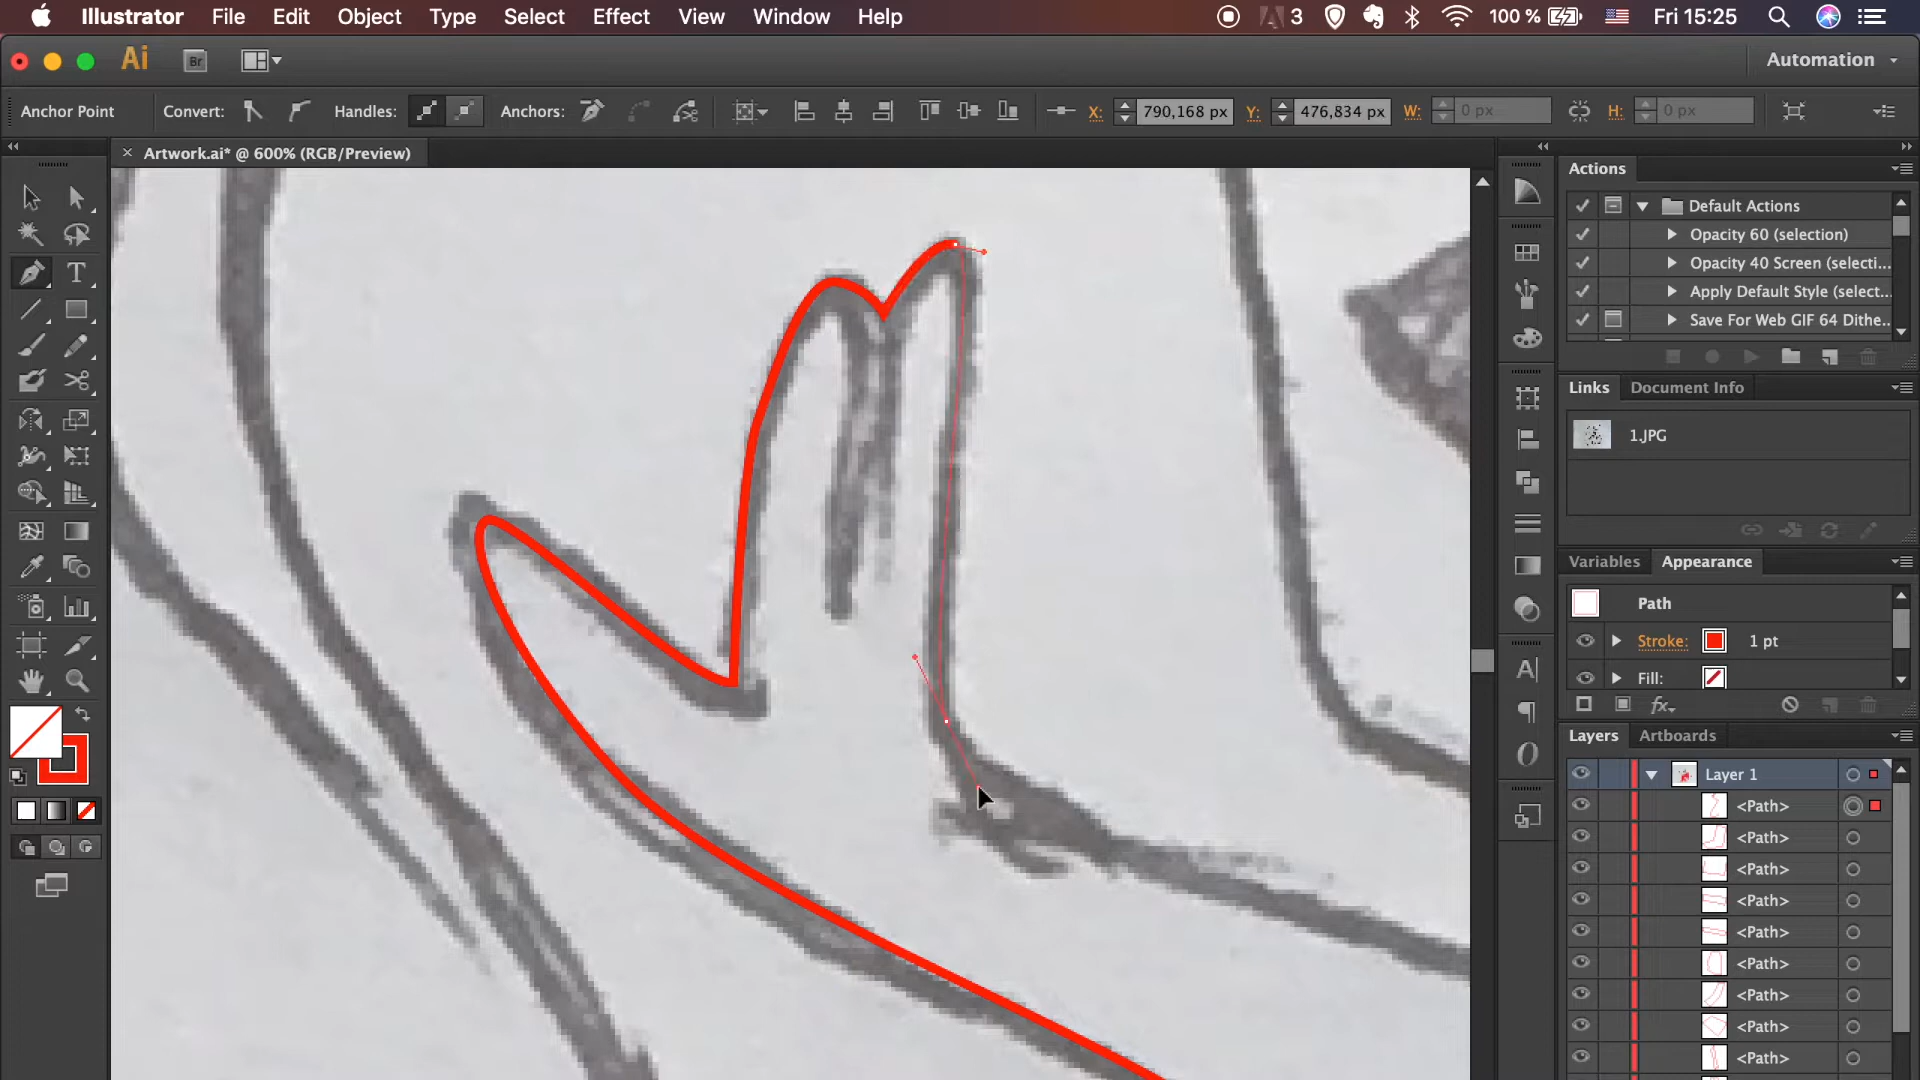 Illustrator File Edit Object Type Select Effect View Window Help 3 100 % Fri 15:25
Ai Br Automation
Anchor Point Convert: Handles: Anchors: X: 790,168 px Y: 476,834 px W: 0 px H: 0 px
× Artwork.ai* @ 600% (RGB/Preview)
Actions
Default Actions
Opacity 60 (selection)
Opacity 40 Screen (selecti...
Apply Default Style (select...
Save For Web GIF 64 Dithe..
Links Document Info
1.JPG
Variables Appearance
Path
Stroke: 1 pt
Fill:
fx
Layers Artboards
Layer 1
<Path>
<Path>
<Path>
<Path>
<Path>
<Path>
<Path>
<Path>
<Path>